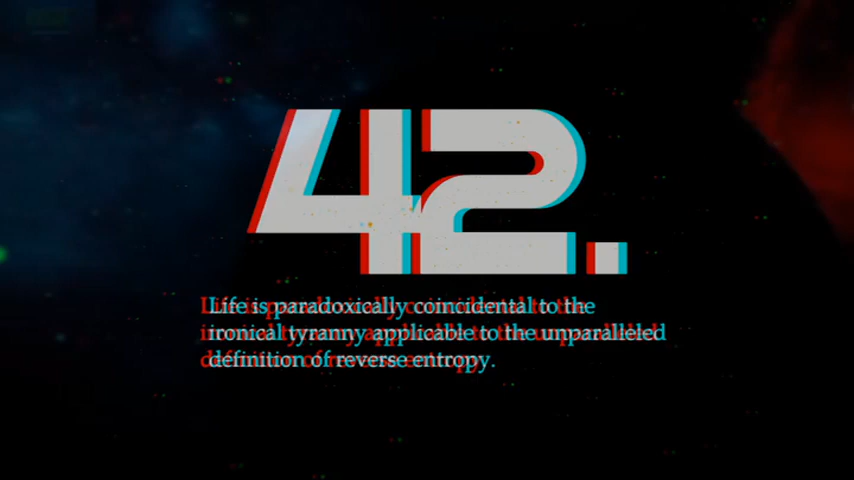 42.
Life is paradoxically coincidental to the
ironical tyranny applicable to the unparalleled
definition of reverse entropy.